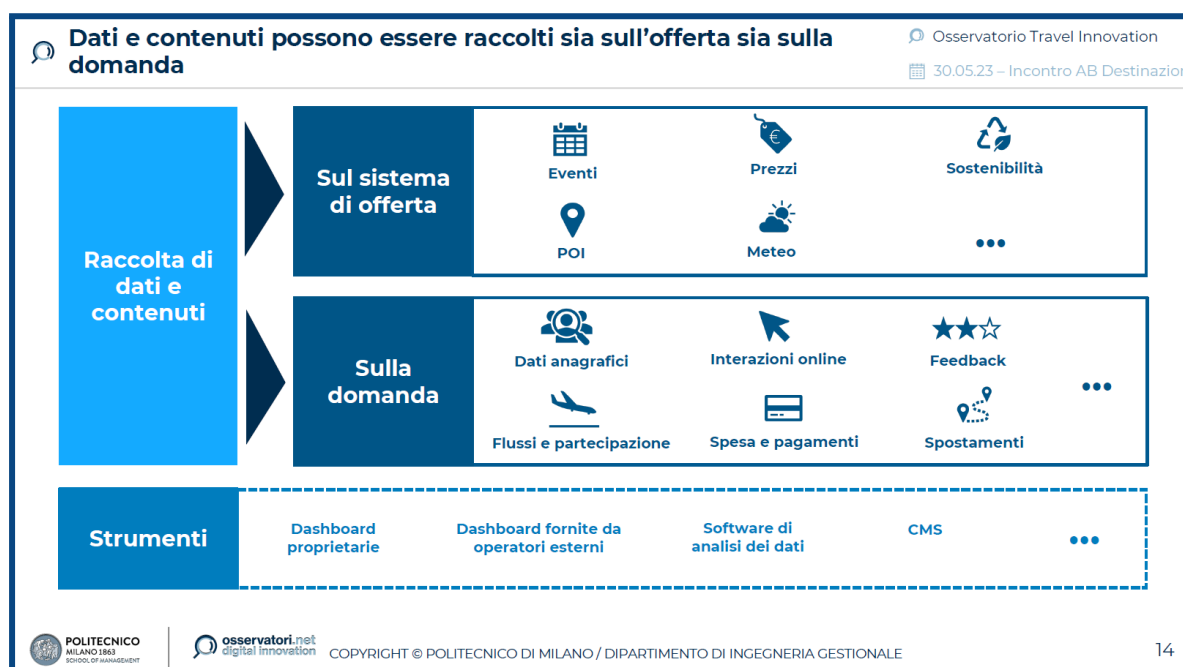 Dati e contenuti possono essere raccolti sia sull'offerta sia sulla
domanda
Osservatorio Travel Innovation
30.05.23 – Incontro AB Destinazion
Raccolta di
dati e
contenuti
Sul sistema
di offerta
Eventi
Prezzi
€
Sostenibilità
POI
Meteo
•••
Sulla
domanda
Dati anagrafici
Interazioni online
Feedback
•••
Flussi e partecipazione
Spesa e pagamenti
Spostamenti
Strumenti
Dashboard
proprietarie
Dashboard fornite da
operatori esterni
Software di
analisi dei dati
CMS
•••
POLITECNICO
MILANO 1863
SCHOOL OF MANAGEMENT
osservatori.net
digital innovation
COPYRIGHT © POLITECNICO DI MILANO / DIPARTIMENTO DI INGEGNERIA GESTIONALE
14